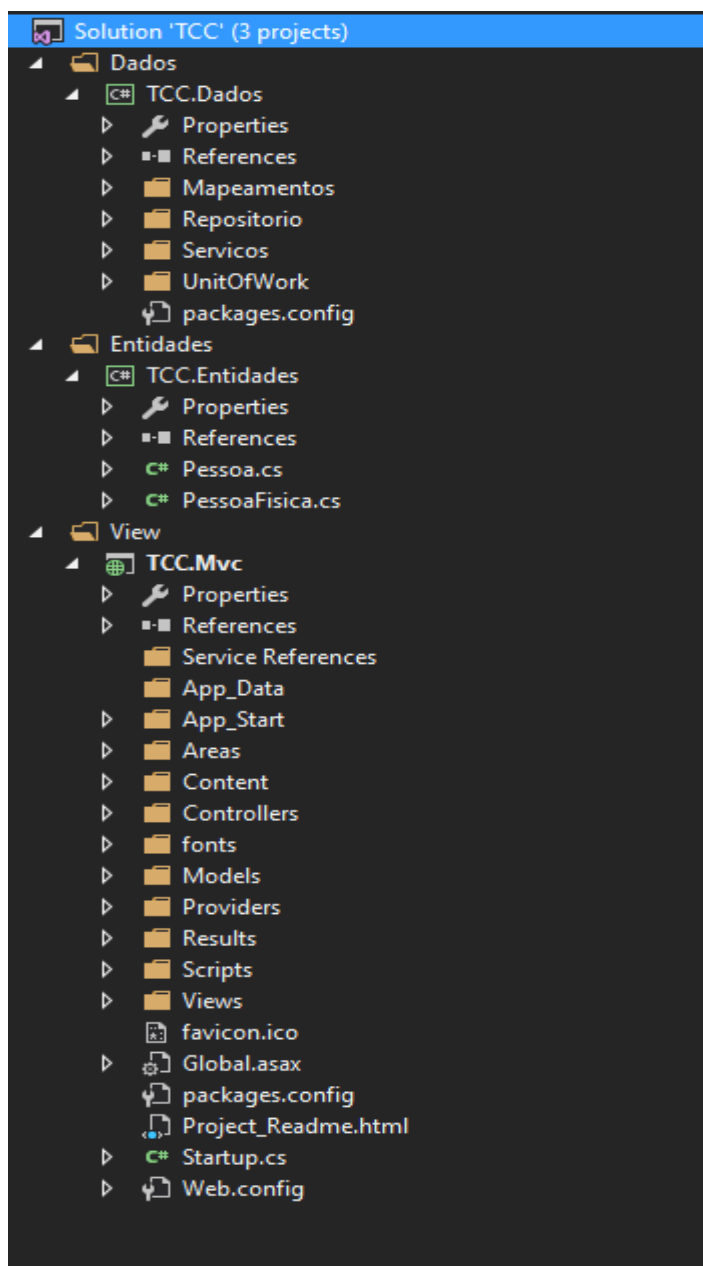 Solution 'TCC' (3 projects)
Dados
C# TCC.Dados
Properties
References
Mapeamentos
Repositorio
Servicos
UnitOfWork
packages.config
Entidades
C# TCC.Entidades
Properties
References
C# Pessoa.cs
C# PessoaFisica.cs
View
TCC.Mvc
Properties
References
Service References
App_Data
App_Start
Areas
Content
Controllers
fonts
Models
Providers
Results
Scripts
Views
favicon.ico
Global.asax
packages.config
Project_Readme.html
C# Startup.cs
Web.config